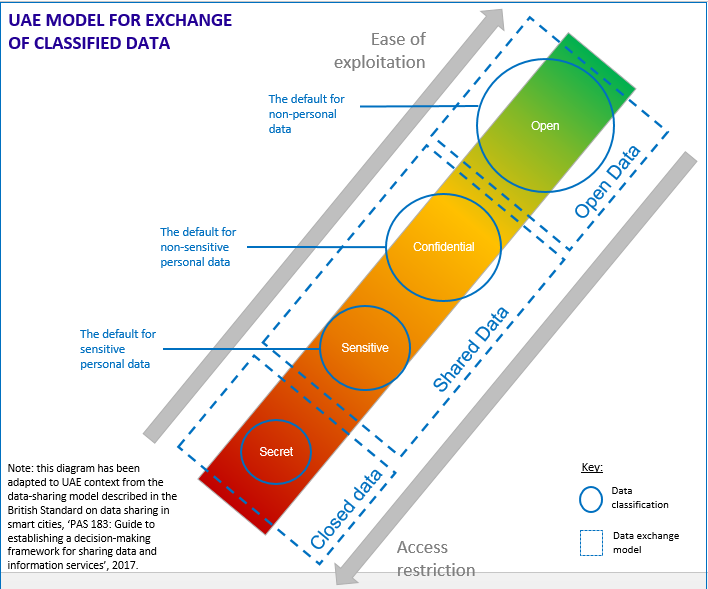 UAE MODEL FOR EXCHANGE
OF CLASSIFIED DATA
Ease of
exploitation
The default for
non-personal
data
Open
Open Data
The default for
non-sensitive
personal data
Confidential
Shared Data
The default for
sensitive
personal data
Sensitive
Secret
Closed data
Note: this diagram has been
adapted to UAE context from the
data-sharing model described in the
British Standard on data sharing in
smart cities, ‘PAS 183: Guide to
establishing a decision-making
framework for sharing data and
information services’, 2017.
Access
restriction
Key:
Data
classification
Data exchange
model